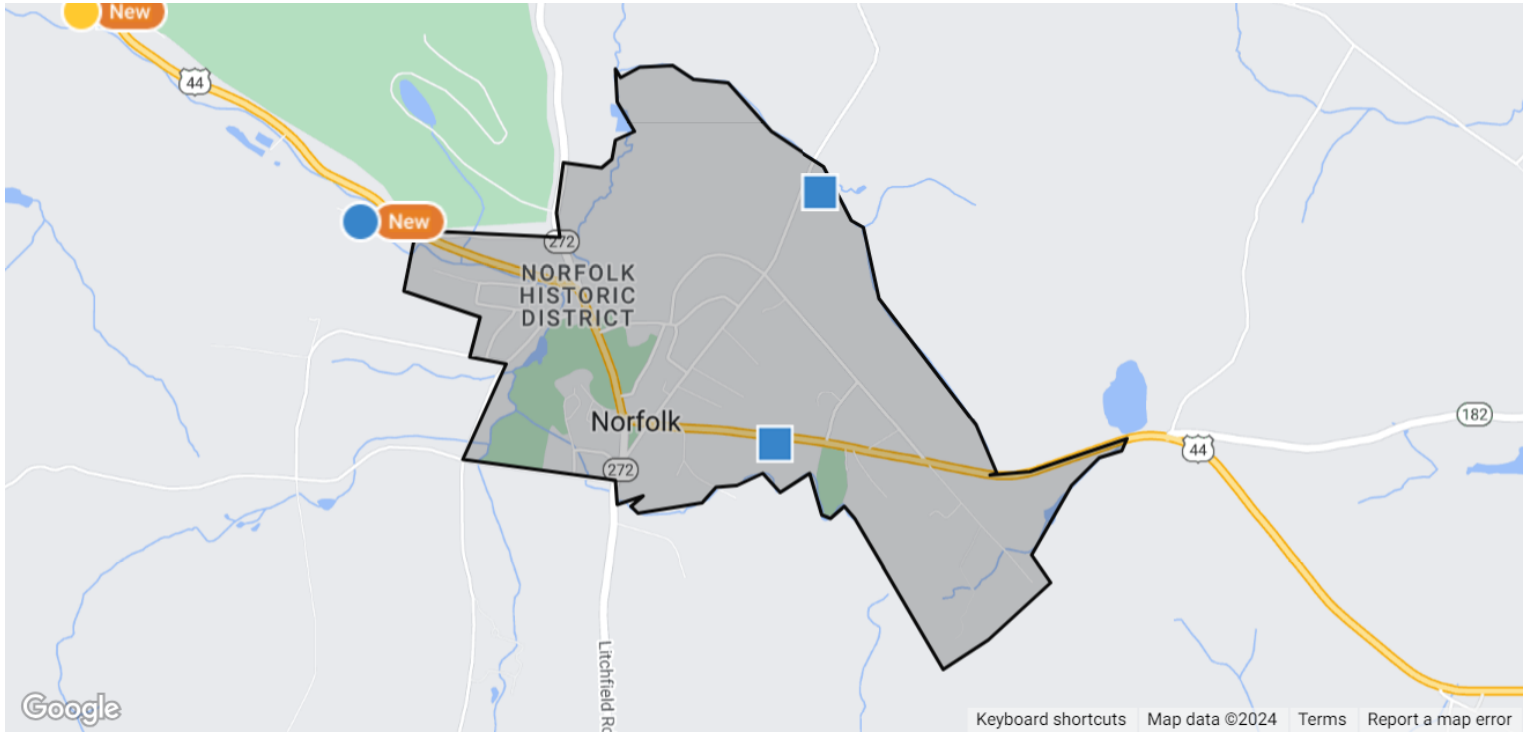 New
44
New
272
NORFOLK
HISTORIC
DISTRICT
Norfolk
182
44
272
Litchfield Rd
Google
Keyboard shortcuts
Map data ©2024
Terms
Report a map error